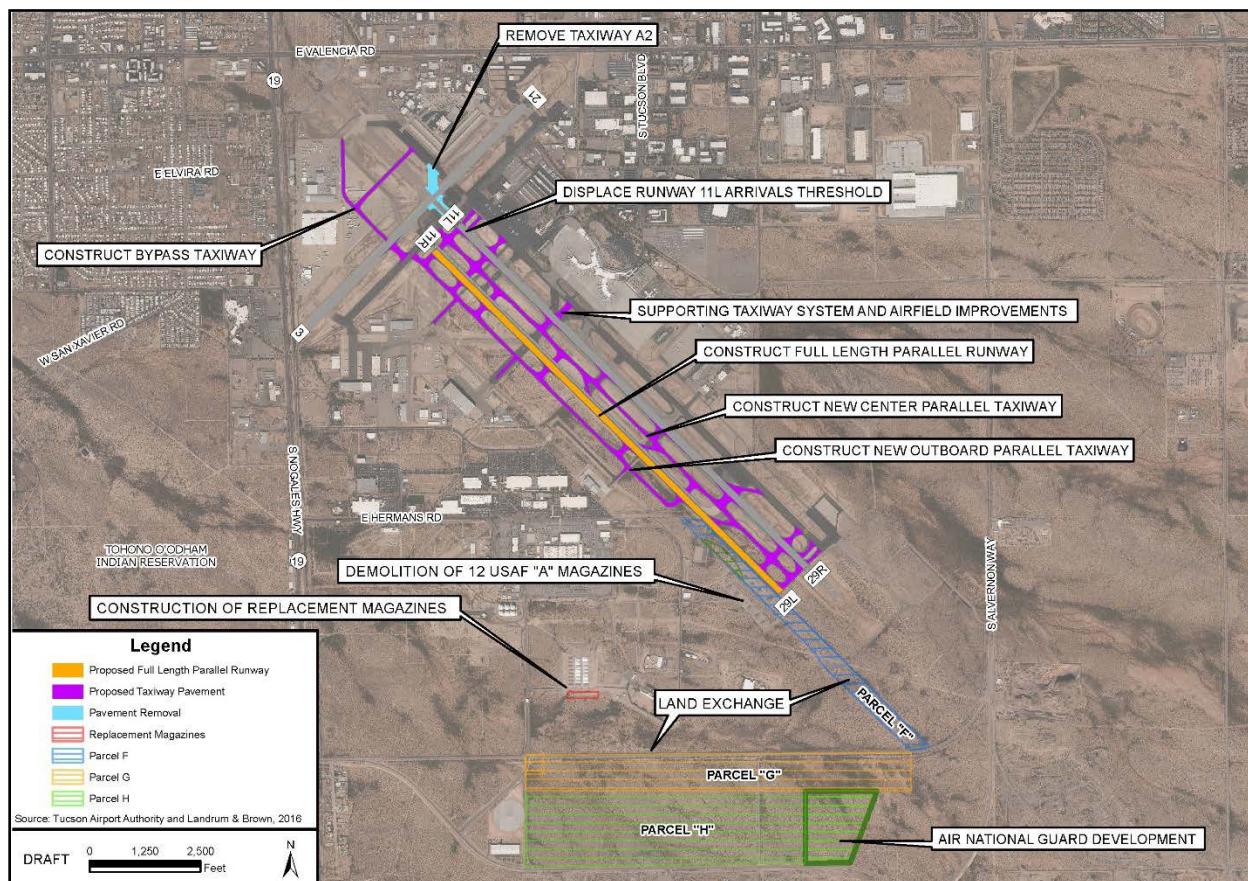 REMOVE TAXIWAY A2
E VALENCIA RD
19
21
S TUCSON BLVD
E ELVIRA RD
DISPLACE RUNWAY 11L ARRIVALS THRESHOLD
11L
11R
CONSTRUCT BYPASS TAXIWAY
SUPPORTING TAXIWAY SYSTEM AND AIRFIELD IMPROVEMENTS
3
W SAN XAVIER RD
CONSTRUCT FULL LENGTH PARALLEL RUNWAY
CONSTRUCT NEW CENTER PARALLEL TAXIWAY
CONSTRUCT NEW OUTBOARD PARALLEL TAXIWAY
S NOGALES HWY
E HERMANS RD
TOHONO O'ODHAM
INDIAN RESERVATION
19
DEMOLITION OF 12 USAF "A" MAGAZINES
29R
29L
S ALVERNON WAY
CONSTRUCTION OF REPLACEMENT MAGAZINES
LAND EXCHANGE
PARCEL "F"
PARCEL "G"
PARCEL "H"
AIR NATIONAL GUARD DEVELOPMENT
Legend
Proposed Full Length Parallel Runway
Proposed Taxiway Pavement
Pavement Removal
Replacement Magazines
Parcel F
Parcel G
Parcel H
Source: Tucson Airport Authority and Landrum & Brown, 2016
DRAFT
0 1,250 2,500
Feet
N